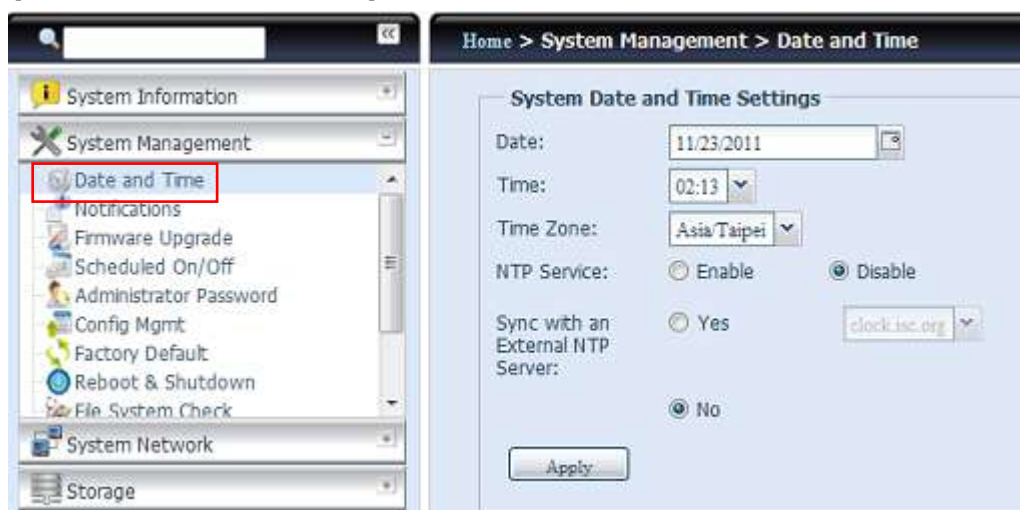 Home > System Management > Date and Time
System Information
System Management
Date and Time
Notifications
Firmware Upgrade
Scheduled On/Off
Administrator Password
Config Mgmt
Factory Default
Reboot & Shutdown
File System Check
System Network
Storage
System Date and Time Settings
Date: 11/23/2011
Time: 02:13
Time Zone: Asia/Taipei
NTP Service: Enable Disable
Sync with an Yes clock.isc.org
External NTP
Server:
No
Apply